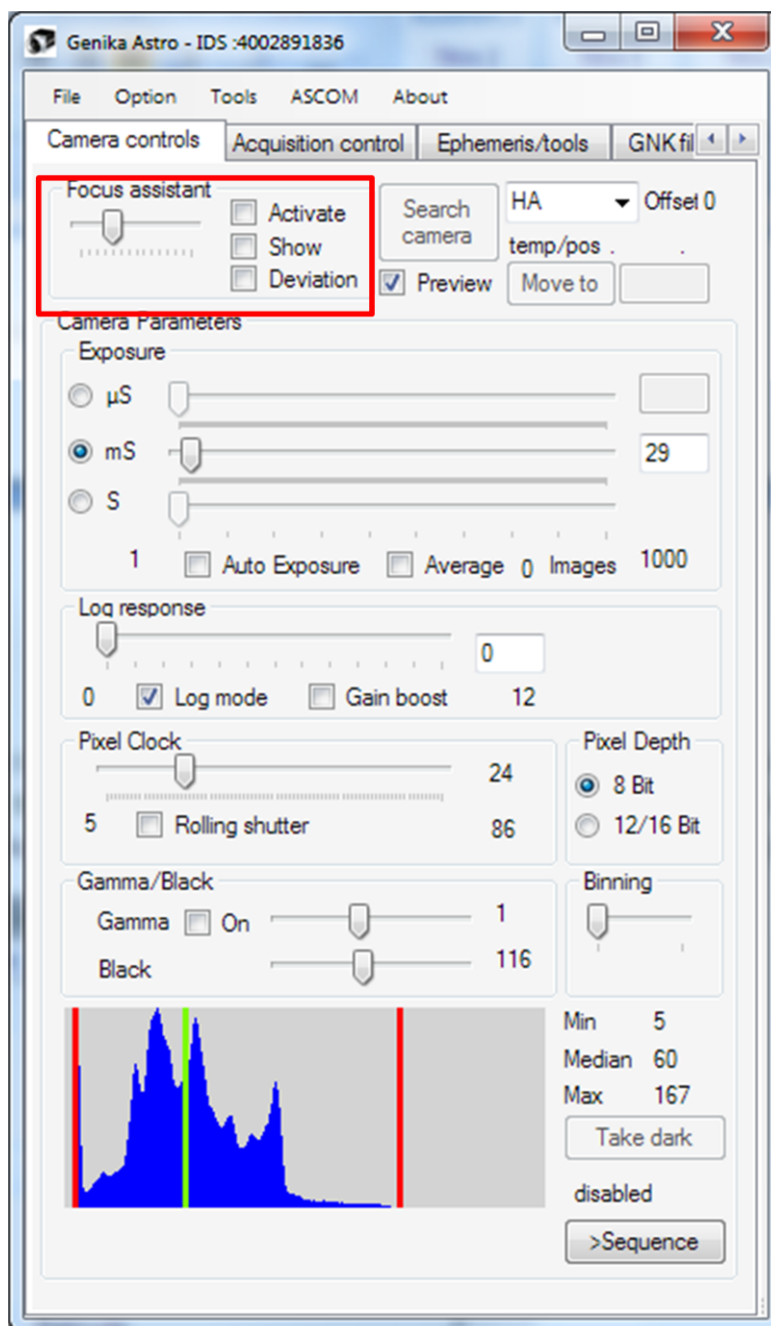 Genika Astro - IDS :4002891836
File Option Tools ASCOM About
Camera controls Acquisition control Ephemeris/tools GNK fil
Focus assistant
Activate
Show
Deviation
Search camera
HA Offset 0
temp/pos . .
Preview Move to
Camera Parameters
Exposure
µS
mS 29
S
1 Auto Exposure Average 0 Images 1000
Log response
0
0 Log mode Gain boost 12
Pixel Clock
24
5 Rolling shutter 86
Pixel Depth
8 Bit
12/16 Bit
Gamma/Black
Gamma On 1
Black 116
Binning
Min 5
Median 60
Max 167
Take dark
disabled
>Sequence